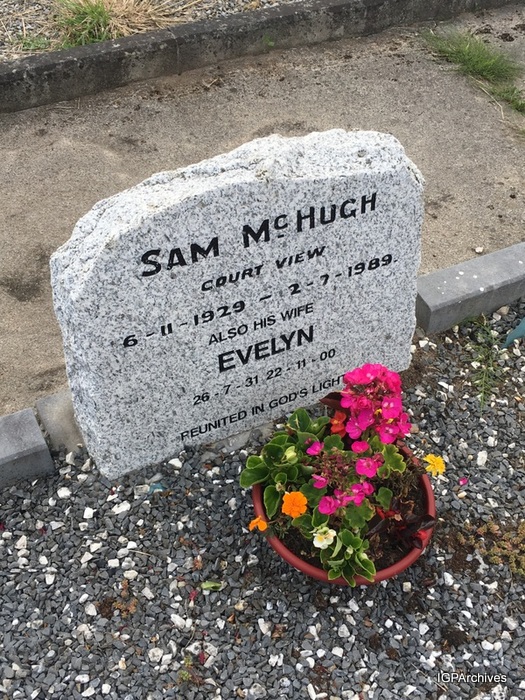 SAM McHUGH
COURT VIEW
6-11-1929 – 2-7-1989.
ALSO HIS WIFE
EVELYN
26-7-31 22-11-00
REUNITED IN GOD'S LIGHT
IGPArchives